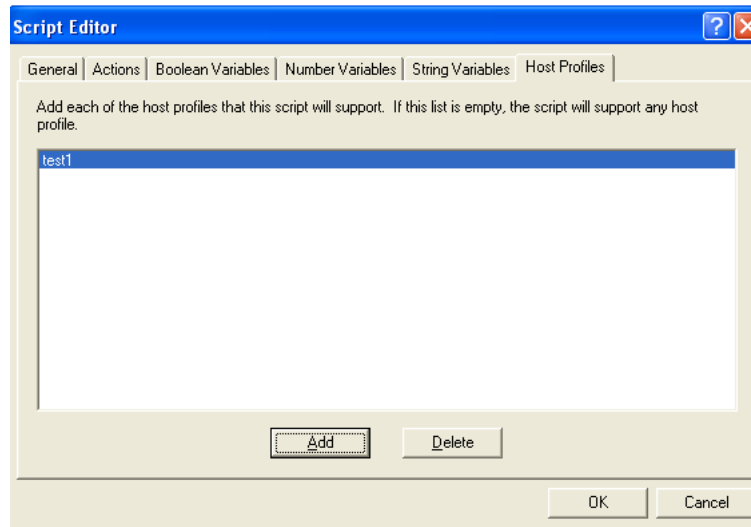 Script Editor
General Actions Boolean Variables Number Variables String Variables Host Profiles
Add each of the host profiles that this script will support. If this list is empty, the script will support any host
profile.
test1
Add Delete
OK Cancel